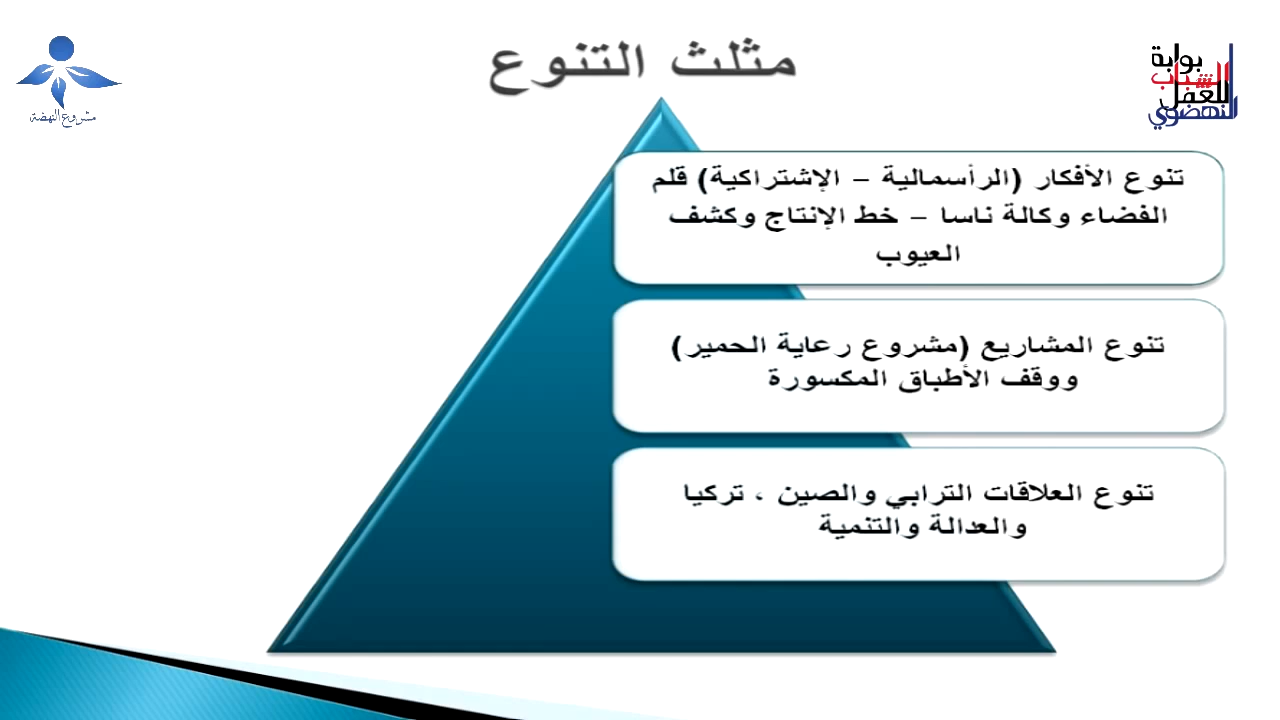 مثلث التنوع
مشروع النهضة
بوابة
الشباب
للعمل
النهضوي
تنوع الأفكار (الرأسمالية – الإشتراكية) قلم
الفضاء وكالة ناسا – خط الإنتاج وكشف
العيوب
تنوع المشاريع (مشروع رعاية الحمير)
ووقف الأطباق المكسورة
تنوع العلاقات الترابي والصين ، تركيا
والعدالة والتنمية